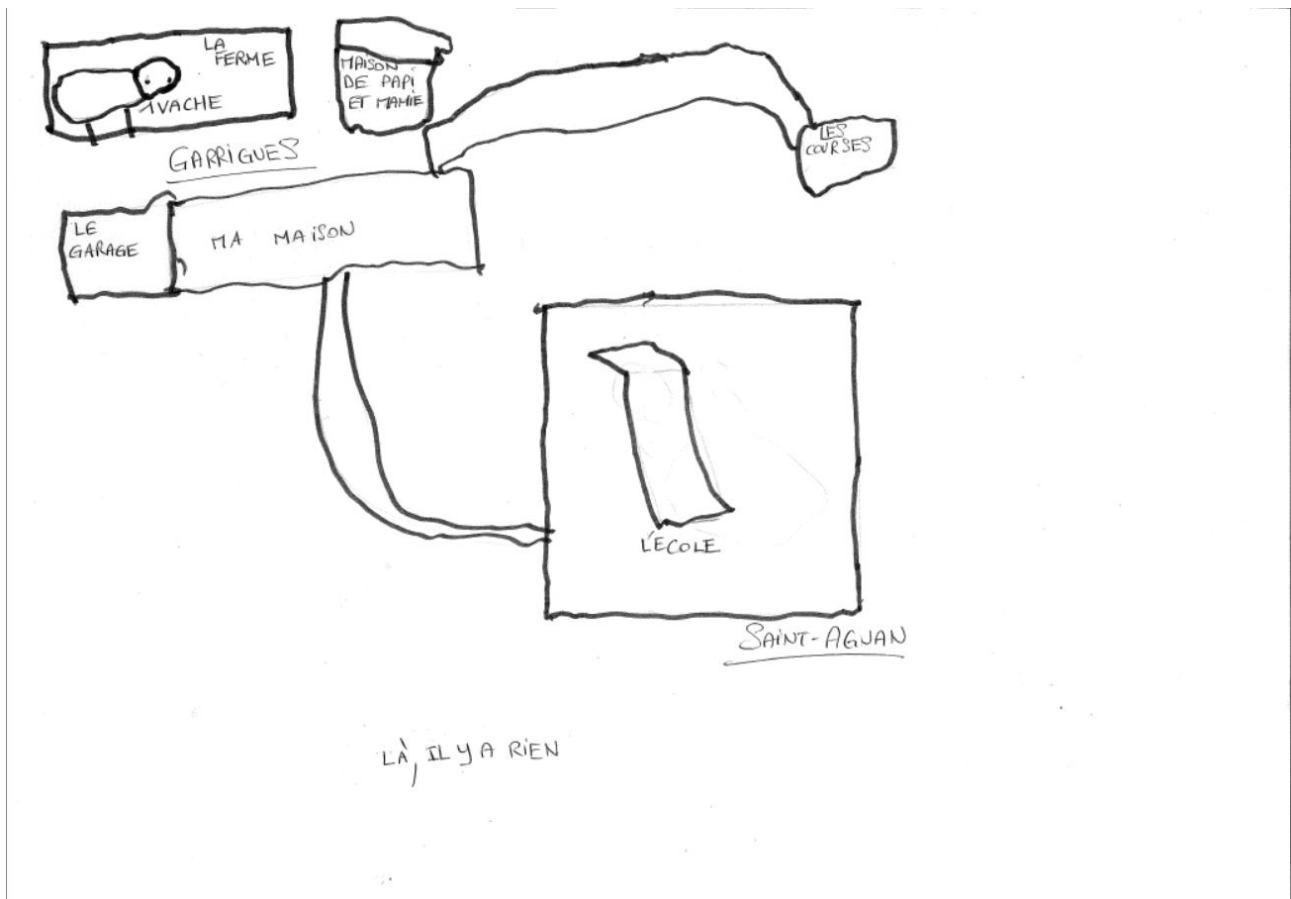 LA
FERME
1 VACHE
MAISON
DE PAPI
ET MAMIE
LES
COURSES
GARRIGUES
LE
GARAGE
MA MAISON
L'ECOLE
SAINT-AGNAN
LÀ, IL Y A RIEN